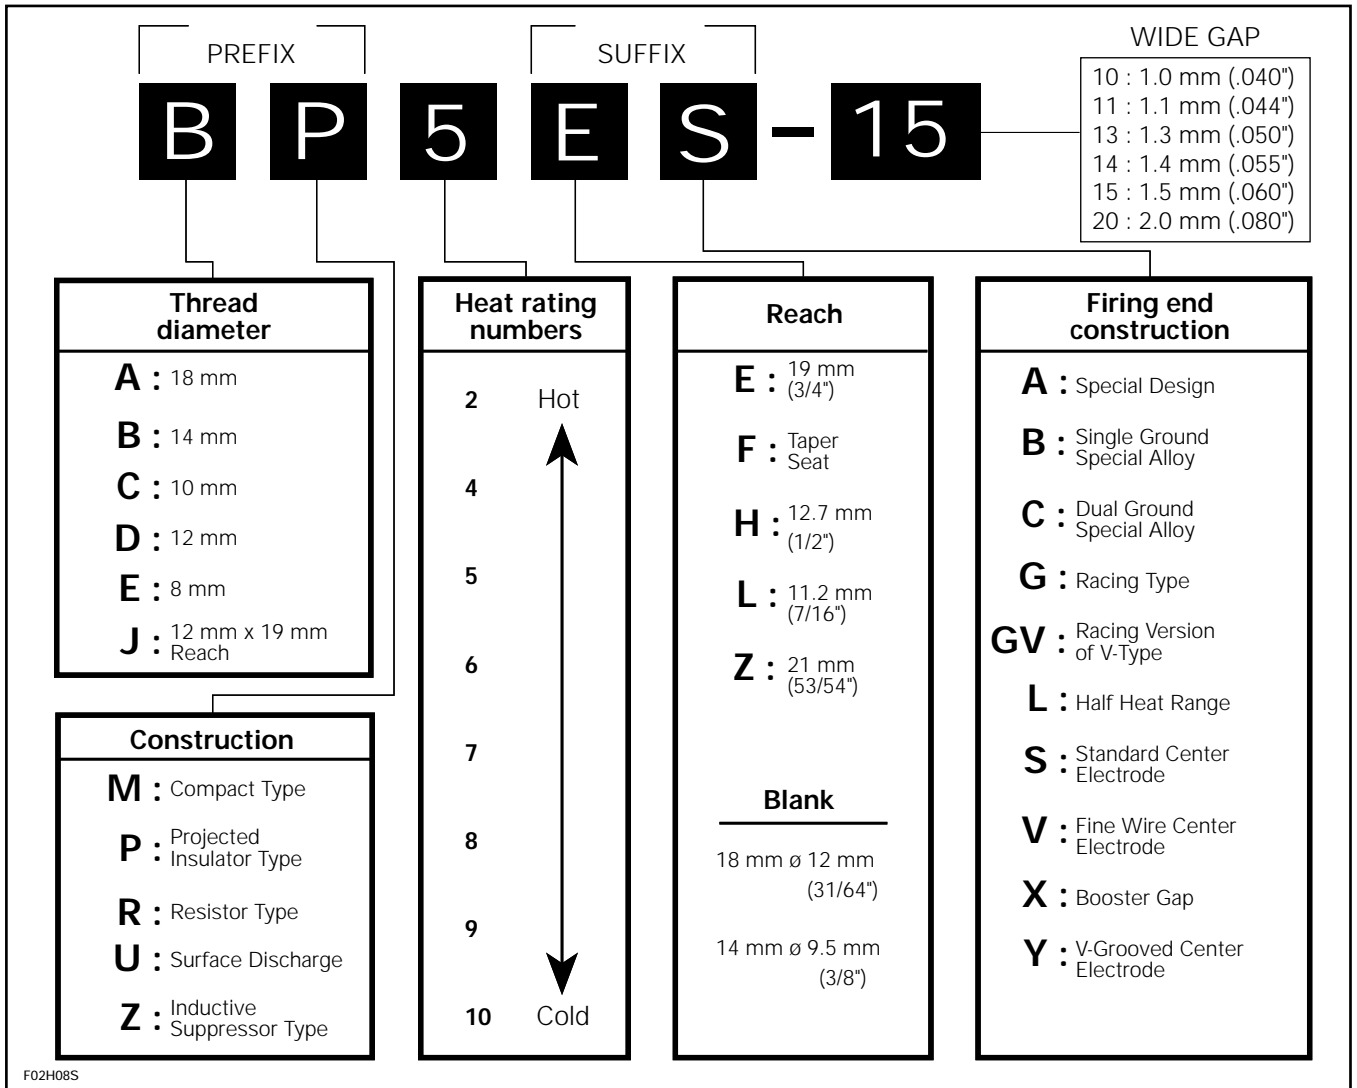 PREFIX
SUFFIX
WIDE GAP
B P 5 E S - 15
10 : 1.0 mm (.040")
11 : 1.1 mm (.044")
13 : 1.3 mm (.050")
14 : 1.4 mm (.055")
15 : 1.5 mm (.060")
20 : 2.0 mm (.080")
Thread
diameter
A : 18 mm
B : 14 mm
C : 10 mm
D : 12 mm
E : 8 mm
J : 12 mm x 19 mm
Reach
Construction
M : Compact Type
P : Projected
Insulator Type
R : Resistor Type
U : Surface Discharge
Z : Inductive
Suppressor Type
Heat rating
numbers
2 Hot
4
5
6
7
8
9
10 Cold
Reach
E : 19 mm
(3/4")
F : Taper
Seat
H : 12.7 mm
(1/2")
L : 11.2 mm
(7/16")
Z : 21 mm
(53/54")
Blank
18 mm ø 12 mm
(31/64")
14 mm ø 9.5 mm
(3/8")
Firing end
construction
A : Special Design
B : Single Ground
Special Alloy
C : Dual Ground
Special Alloy
G : Racing Type
GV : Racing Version
of V-Type
L : Half Heat Range
S : Standard Center
Electrode
V : Fine Wire Center
Electrode
X : Booster Gap
Y : V-Grooved Center
Electrode
F02H08S